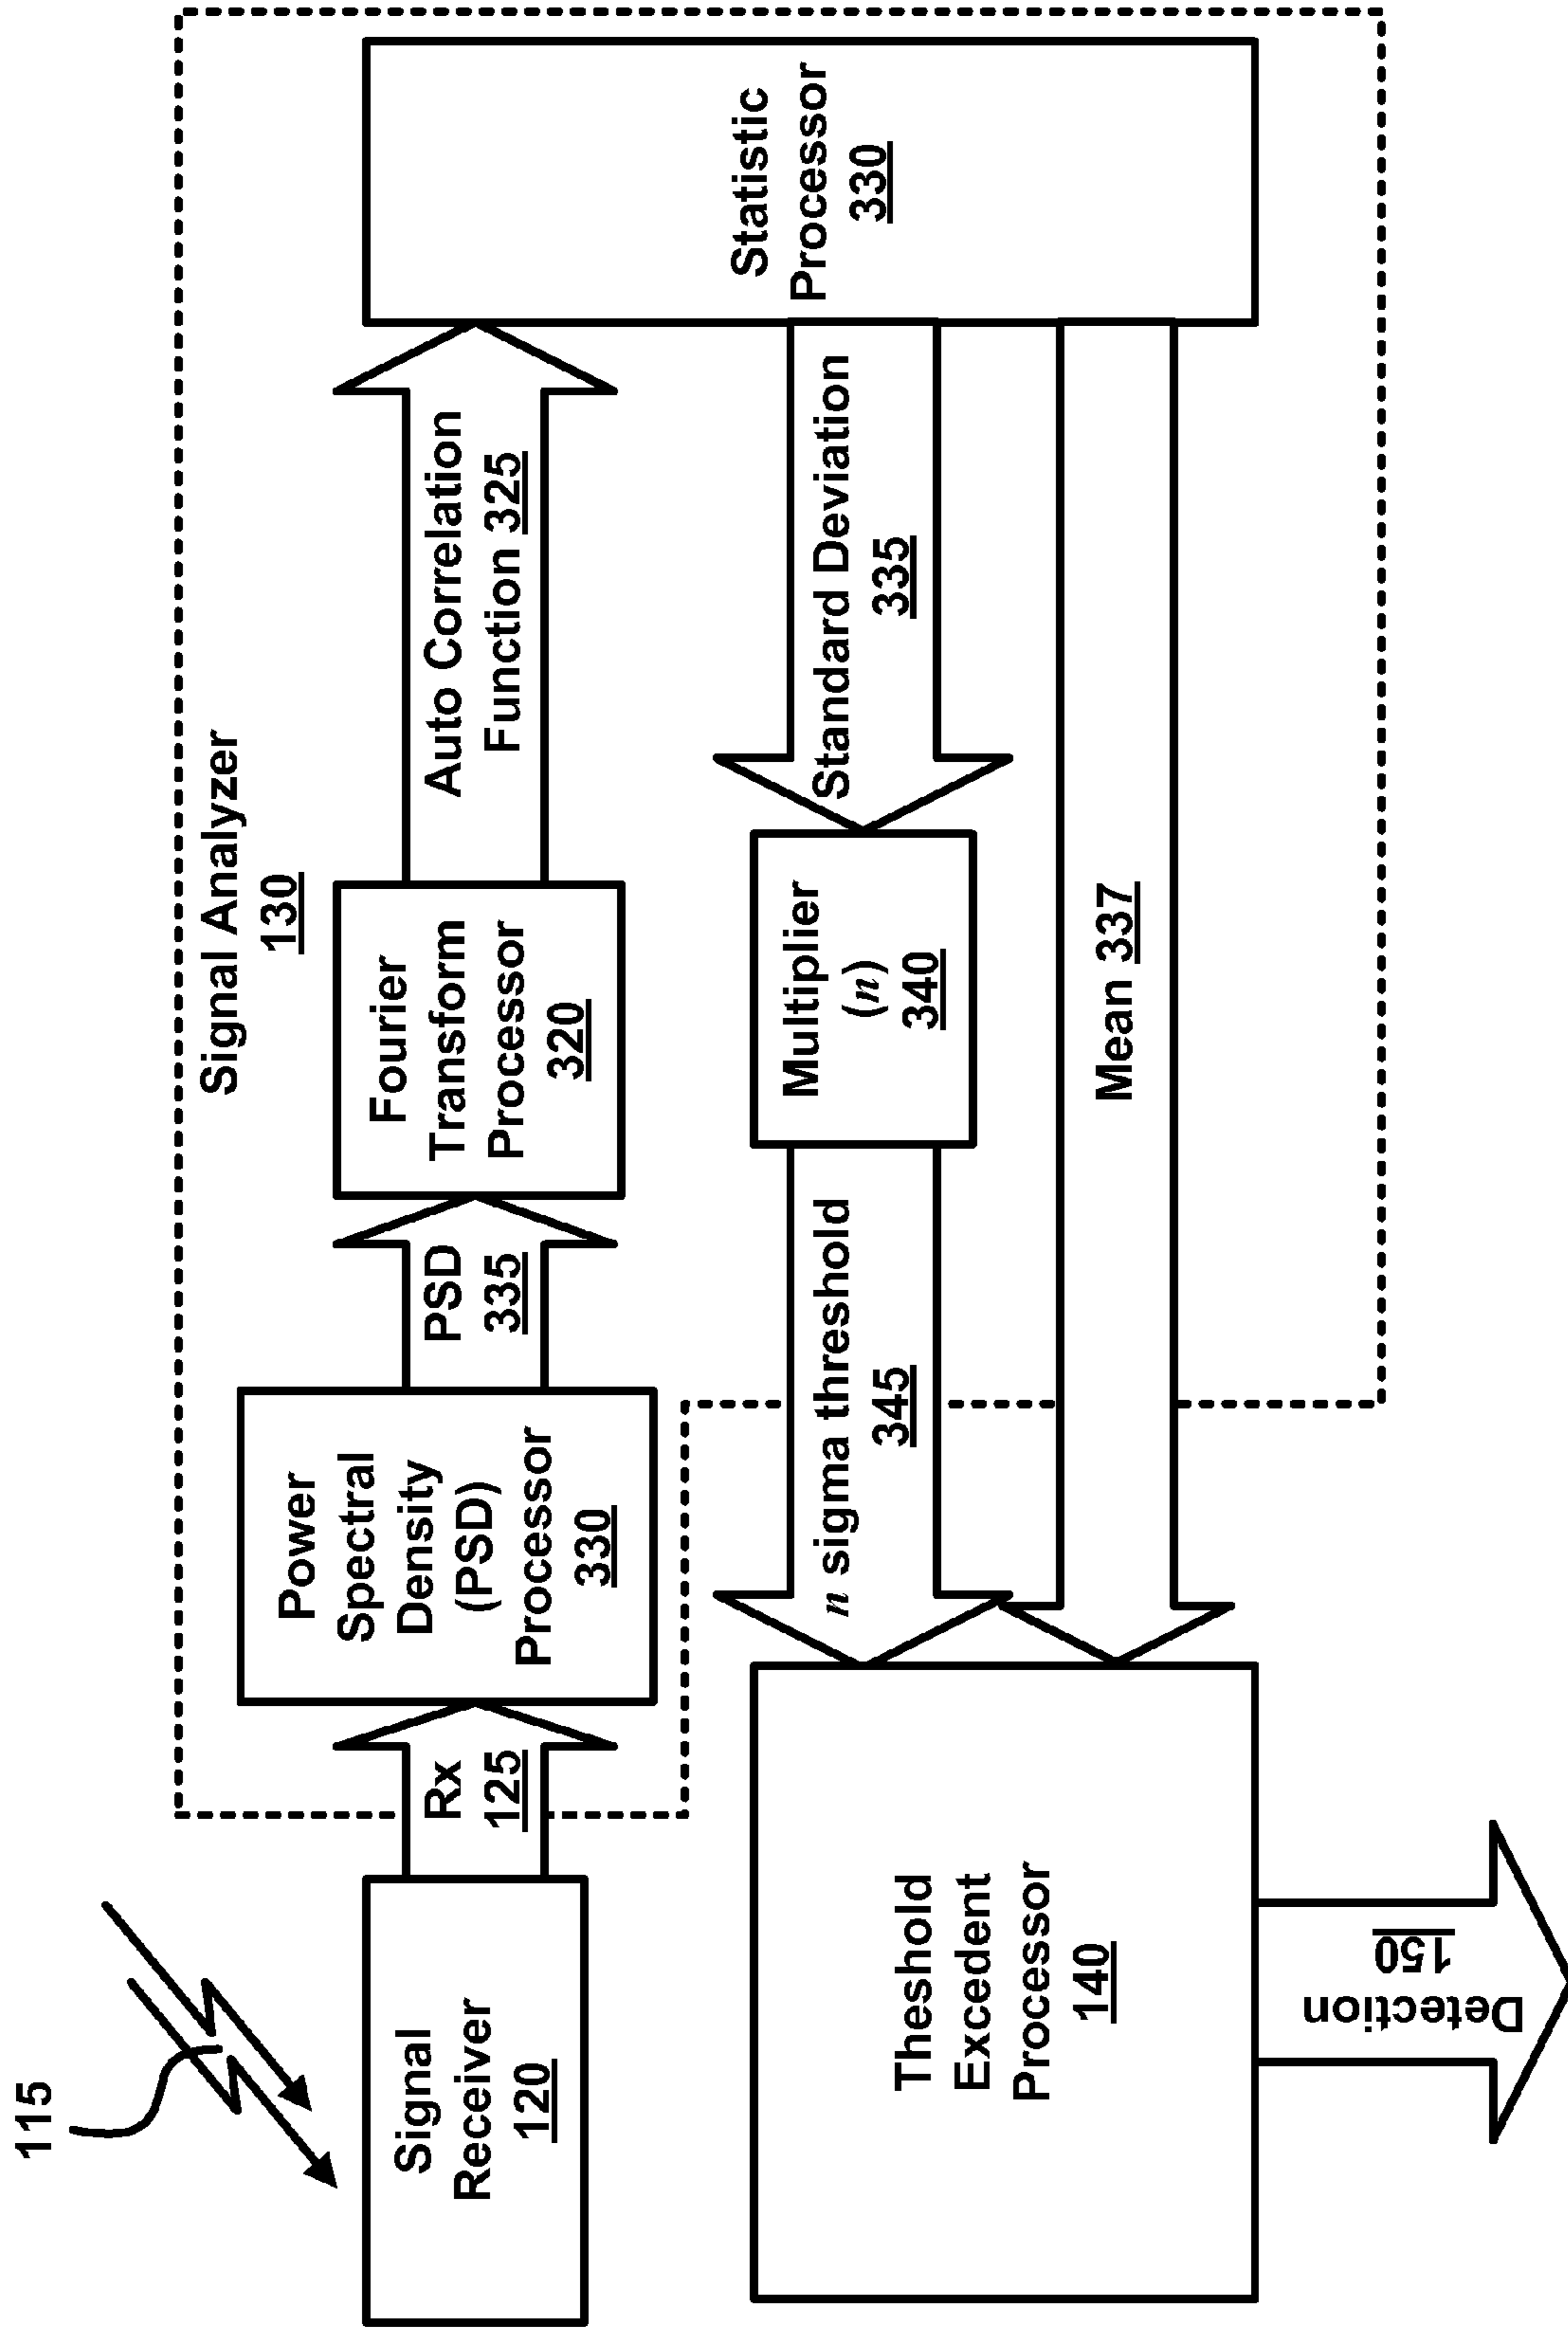 115
Signal Analyzer
130
Signal
Receiver
120
Rx
125
Power
Spectral
Density
(PSD)
Processor
330
PSD
335
Fourier
Transform
Processor
320
Auto Correlation
Function 325
Statistic
Processor
330
Standard Deviation
335
Multiplier
(n)
340
n sigma threshold
345
Mean 337
Theshold
Excedent
Processor
140
Detection
150